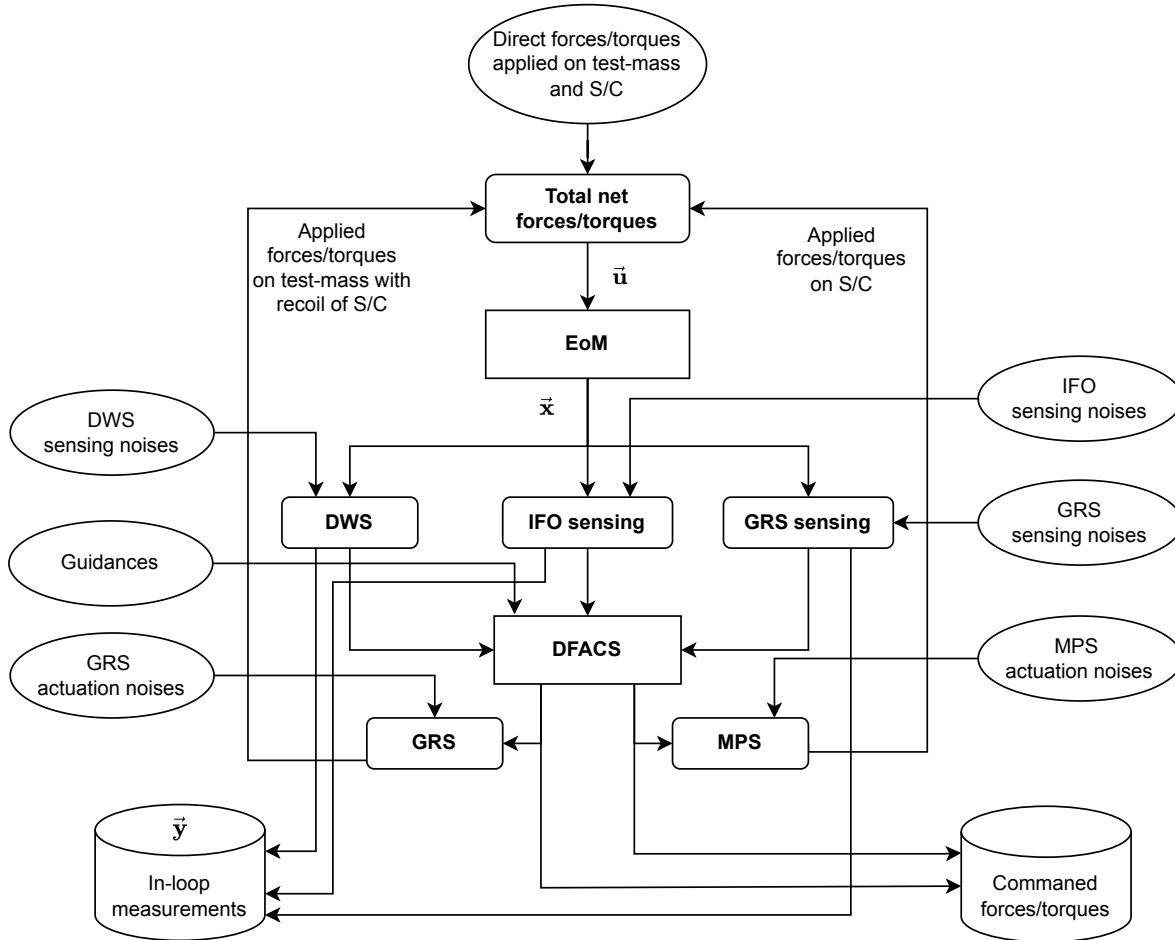 Direct forces/torques
applied on test-mass
and S/C
Total net
forces/torques
Applied
forces/torques
on test-mass with
recoil of S/C
Applied
forces/torques
on S/C
u⃗
EoM
x⃗
IFO
sensing noises
DWS
sensing noises
DWS
IFO sensing
GRS sensing
GRS
sensing noises
Guidances
DFACS
GRS
actuation noises
MPS
actuation noises
GRS
MPS
y⃗
In-loop
measurements
Commaned
forces/torques